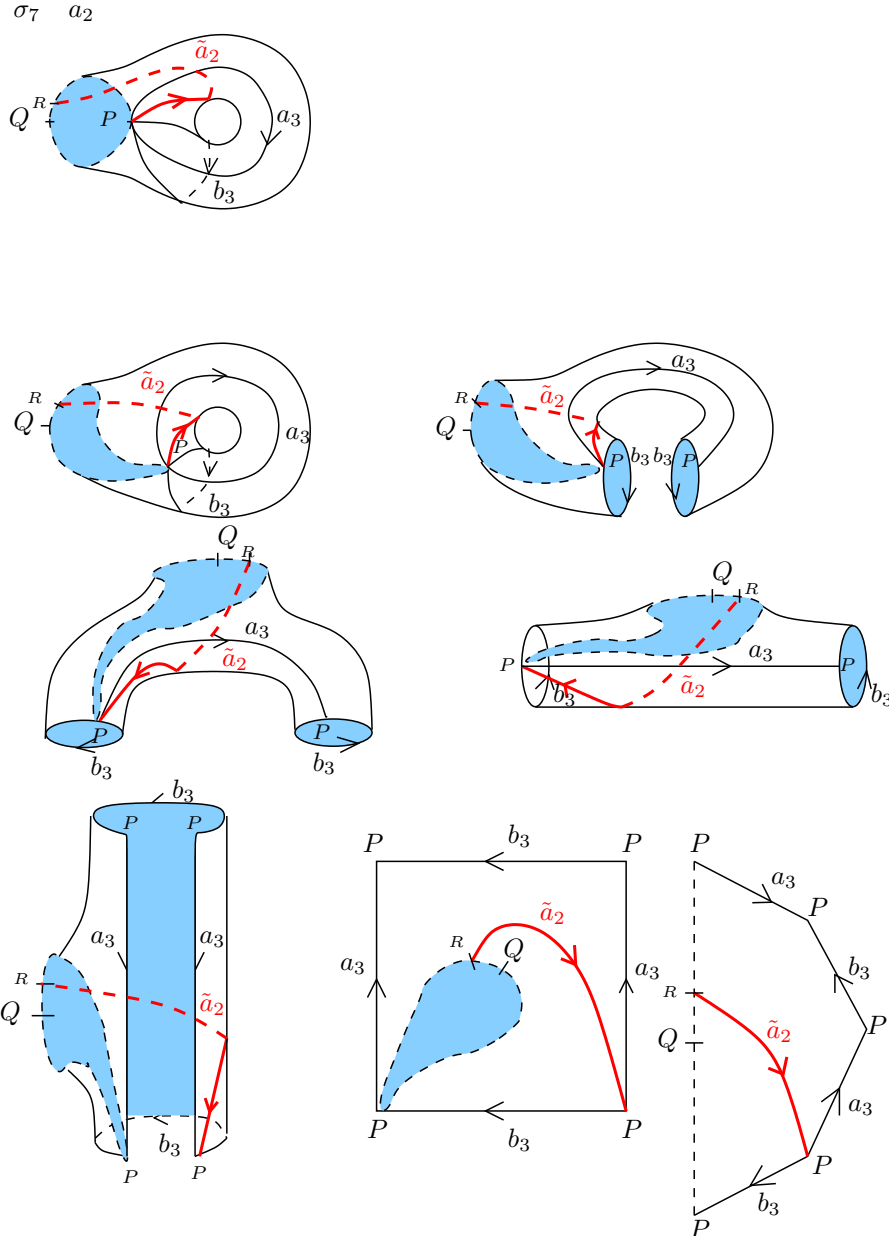 σ₇ a₂
ã₂
R Q P a₃
b₃
ã₂
R Q P a₃
b₃
a₃
R ã₂
Q P b₃ b₃ P
Q R
a₃
ã₂
P P
b₃ b₃
Q R
a₃
P P
b₃ ã₂ b₃
b₃
P P
a₃ a₃
R ã₂
Q
b₃
P P
P b₃ P
ã₂
R Q
a₃ a₃
P b₃ P
P
a₃
P
b₃
R ã₂
Q P
a₃
P
b₃
P